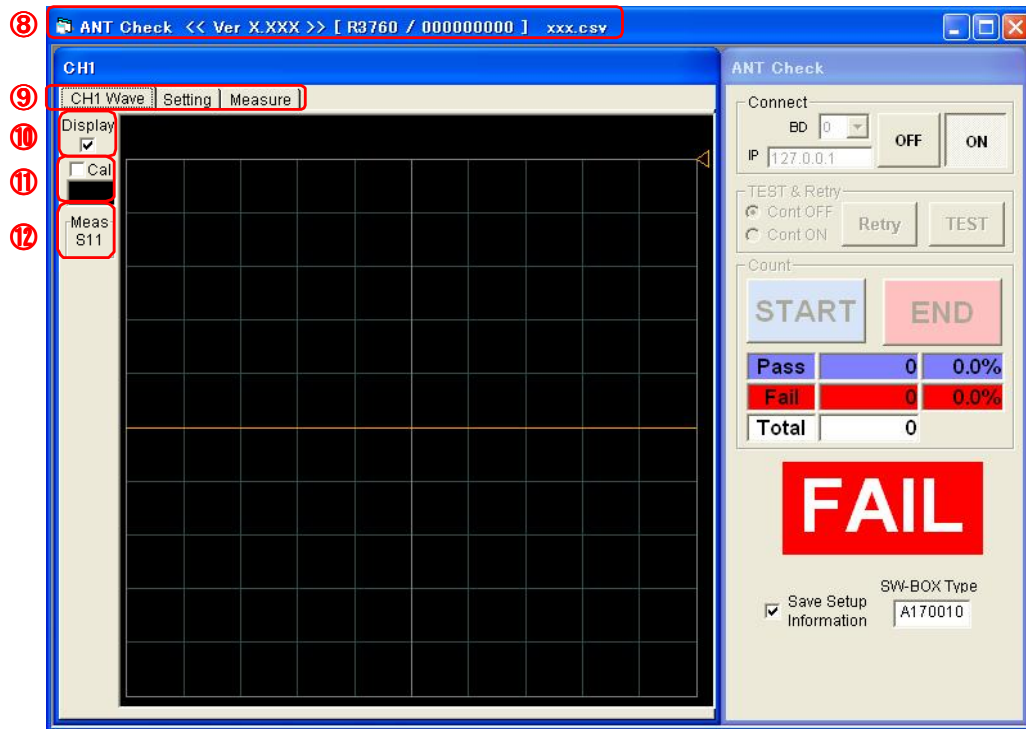 ⑧ ANT Check << Ver X.XXX >> [ R3760 / 000000000 ] xxx.csv
CH1
⑨ CH1 Wave Setting Measure
⑩ Display
⑪ Cal
⑫ Meas
S11
ANT Check
Connect
BD 0
OFF ON
IP 127.0.0.1
TEST & Retry
Cont OFF
Cont ON
Retry TEST
Count
START END
Pass 0 0.0%
Fail 0 0.0%
Total 0
FAIL
Save Setup
Information
SW-BOX Type
A170010